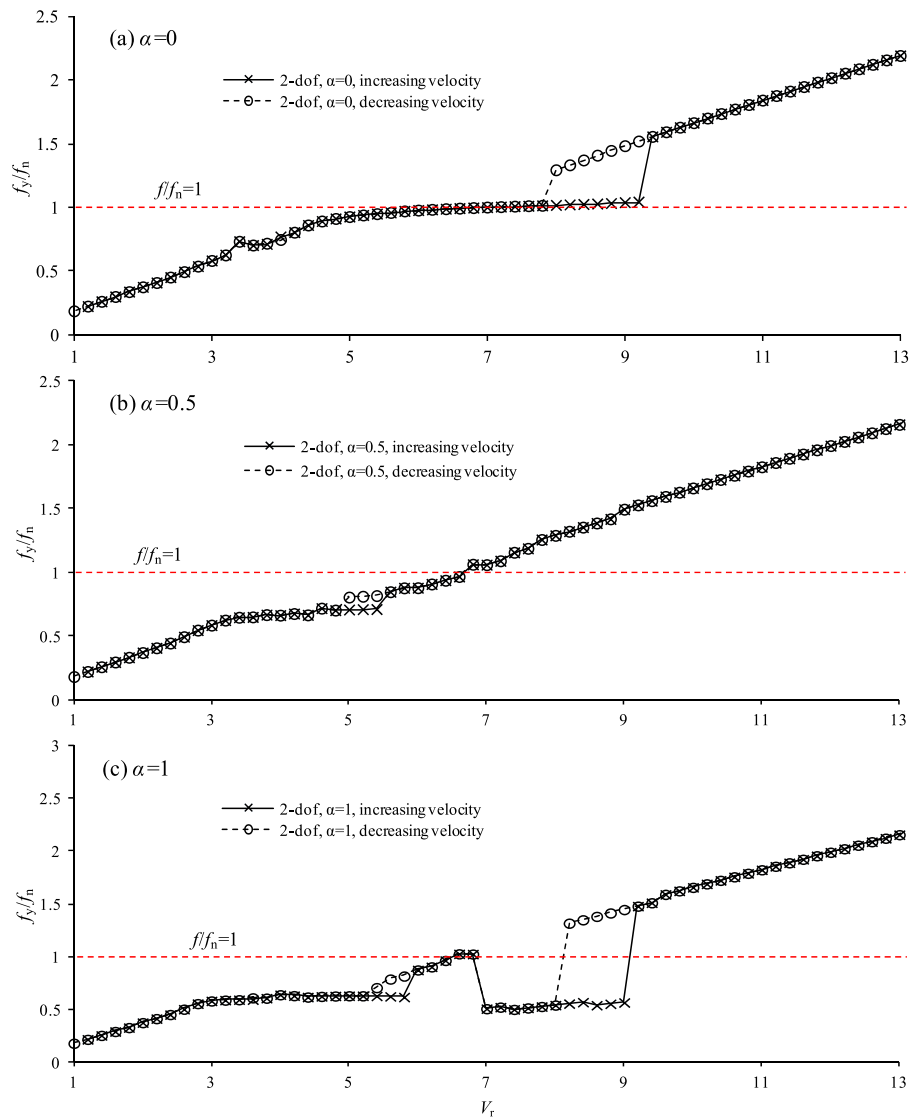 2.5
(a) α=0
2
2-dof, α=0, increasing velocity
2-dof, α=0, decreasing velocity
1.5
fy/fn
f/fn=1
1
0.5
0
1 3 5 7 9 11 13
2.5
(b) α=0.5
2
2-dof, α=0.5, increasing velocity
2-dof, α=0.5, decreasing velocity
1.5
fy/fn
f/fn=1
1
0.5
0
1 3 5 7 9 11 13
3
(c) α=1
2.5
2-dof, α=1, increasing velocity
2-dof, α=1, decreasing velocity
2
1.5
fy/fn
f/fn=1
1
0.5
0
1 3 5 7 9 11 13
Vr